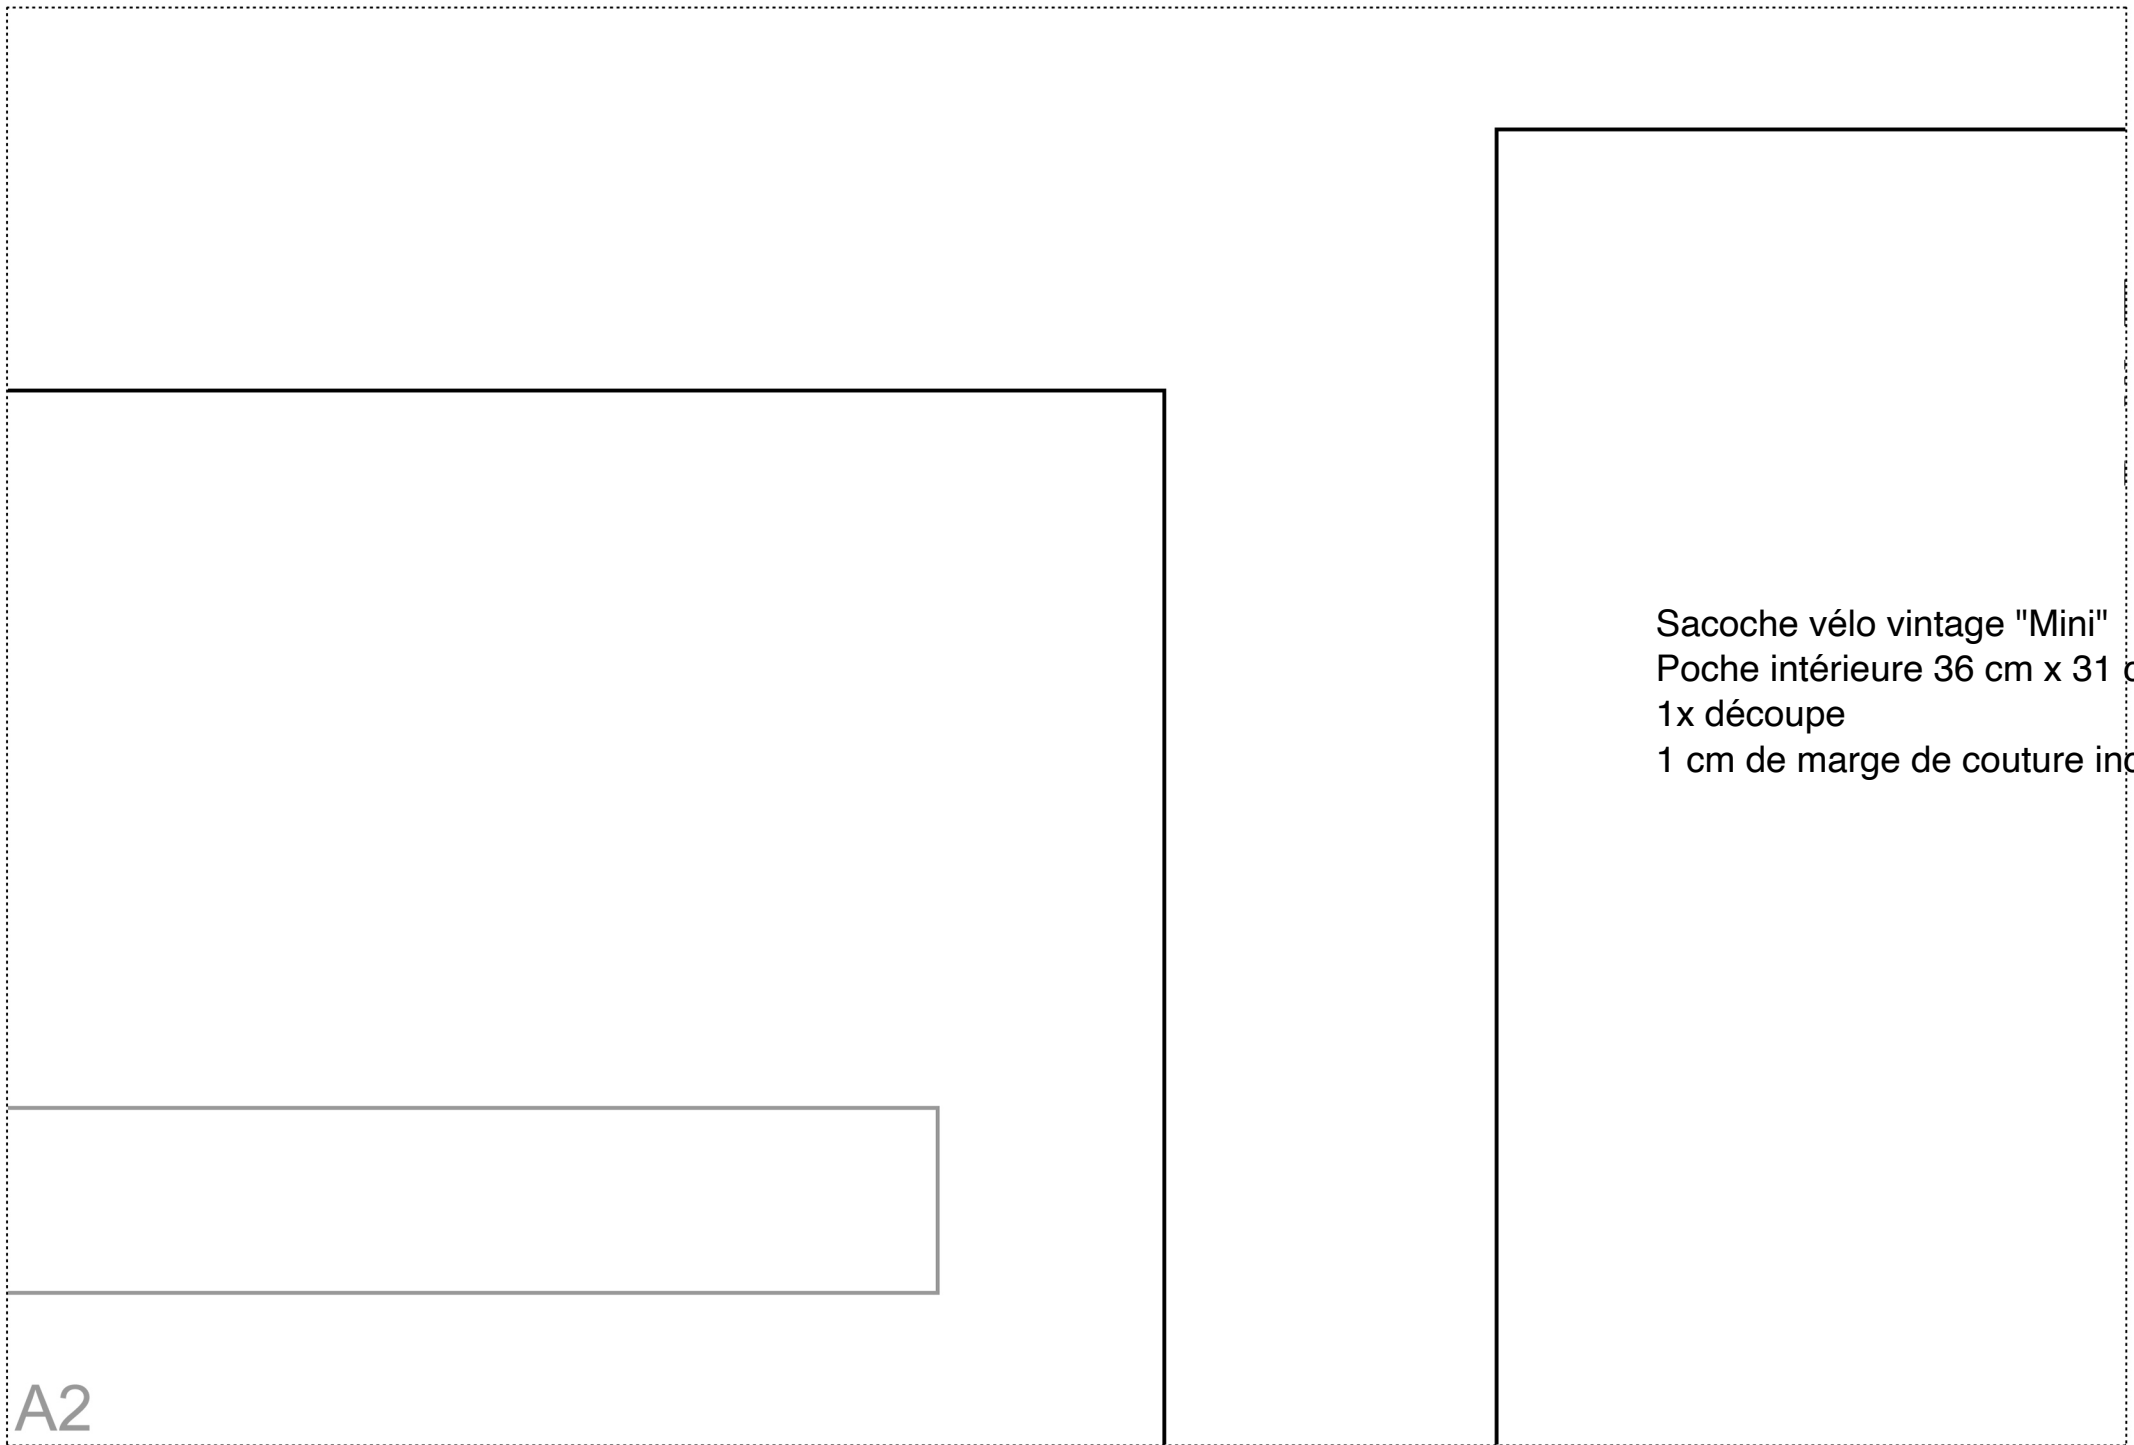 Sacoche vélo vintage "Mini"
Poche intérieure 36 cm x 31
1x découpe
1 cm de marge de couture
A2